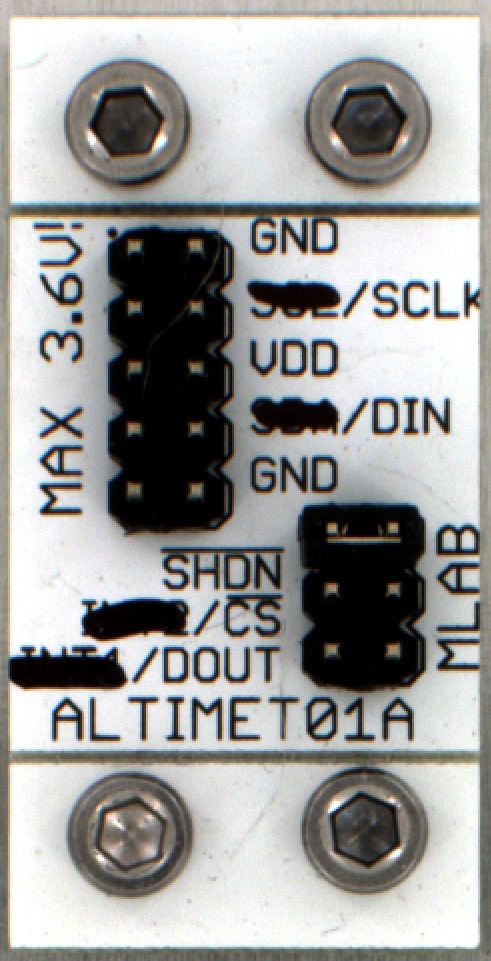 MAX 3.6V!
GND
/SCLK
VDD
/DIN
GND
SHDN
/CS
/DOUT
MLAB
ALTIMET01A